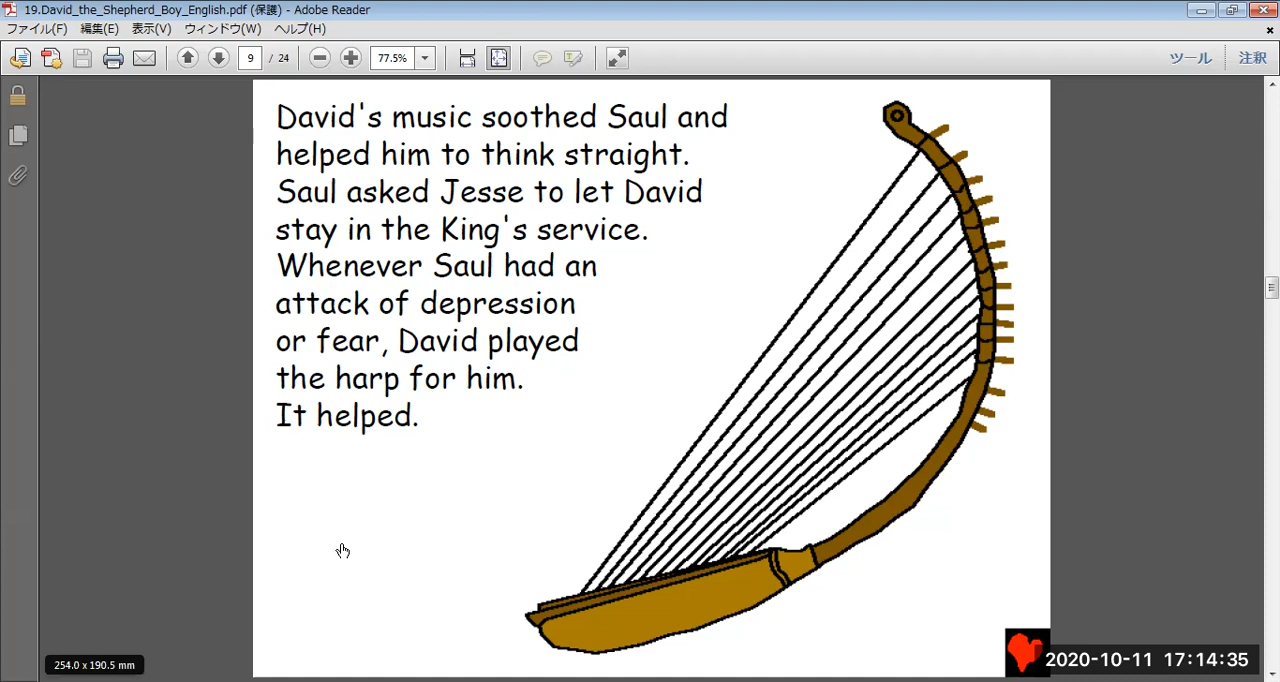 19.David_the_Shepherd_Boy_English.pdf (保護) - Adobe Reader
ファイル(F) 編集(E) 表示(V) ウィンドウ(W) ヘルプ(H)
9 / 24 77.5% ツール 注釈
David's music soothed Saul and
helped him to think straight.
Saul asked Jesse to let David
stay in the King's service.
Whenever Saul had an
attack of depression
or fear, David played
the harp for him.
It helped.
254.0 x 190.5 mm
2020-10-11 17:14:35